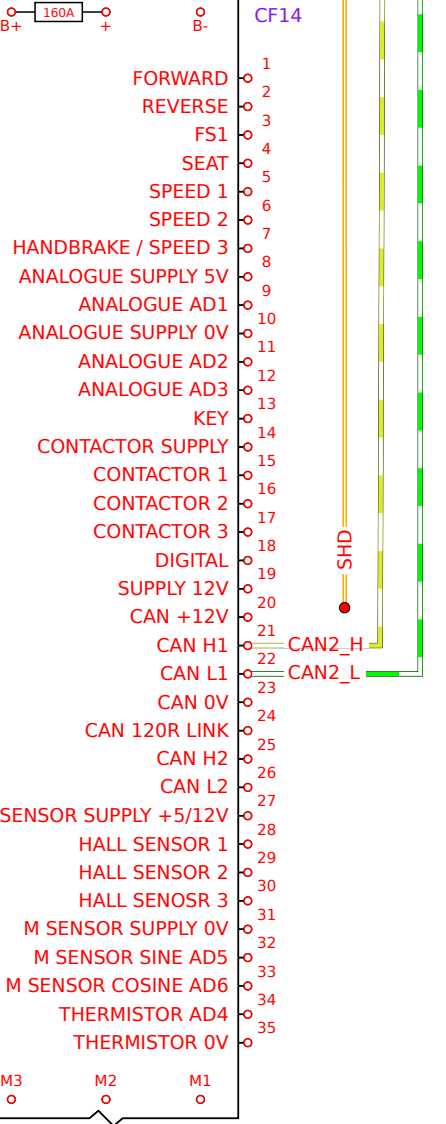 160A
B+ + B-
CF14
1
FORWARD
2
REVERSE
3
FS1
4
SEAT
5
SPEED 1
6
SPEED 2
7
HANDBRAKE / SPEED 3
8
ANALOGUE SUPPLY 5V
9
ANALOGUE AD1
10
ANALOGUE SUPPLY 0V
11
ANALOGUE AD2
12
ANALOGUE AD3
13
KEY
14
CONTACTOR SUPPLY
15
CONTACTOR 1
16
CONTACTOR 2
17
CONTACTOR 3
18
DIGITAL
19
SUPPLY 12V
20
CAN +12V
21
CAN H1
22
CAN L1
23
CAN 0V
24
CAN 120R LINK
25
CAN H2
26
CAN L2
27
SENSOR SUPPLY +5/12V
28
HALL SENSOR 1
29
HALL SENSOR 2
30
HALL SENOSR 3
31
M SENSOR SUPPLY 0V
32
M SENSOR SINE AD5
33
M SENSOR COSINE AD6
34
THERMISTOR AD4
35
THERMISTOR 0V
SHD
CAN2_H
CAN2_L
M3 M2 M1